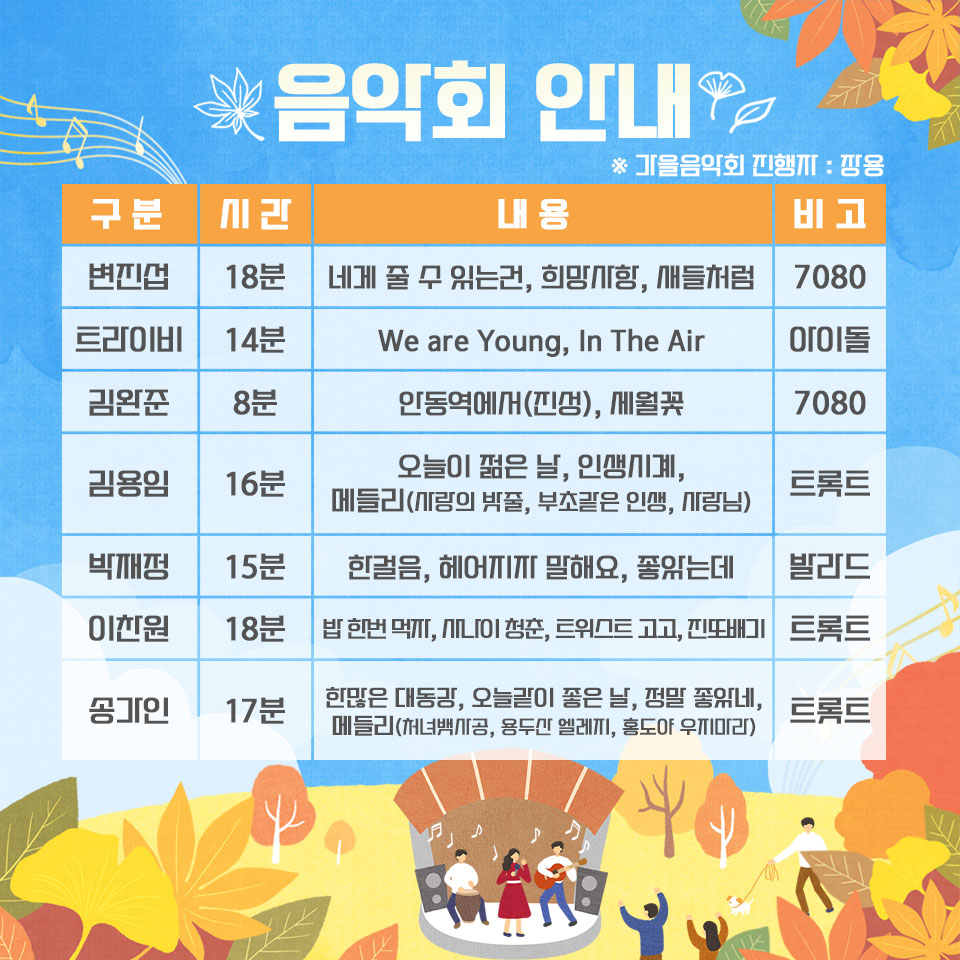 음악회 안내
※ 가을음악회 진행자 : 장용
구분 시간 내용 비고
변진섭 18분 네게 줄 수 있는건, 희망사항, 새들처럼 7080
트라이비 14분 We are Young, In The Air 아이돌
김완준 8분 안동역에서(진성), 세월꽃 7080
김용임 16분 오늘이 젊은 날, 인생시계, 트롯트
메들리(사랑의 밧줄, 부초같은 인생, 사랑님)
박재정 15분 한걸음, 헤어지자 말해요, 좋았는데 발라드
이찬원 18분 밥 한번 먹자, 시나이 청춘, 트위스트 고고, 진또배기 트롯트
송가인 17분 한많은 대동강, 오늘같이 좋은 날, 정말 좋았네, 트롯트
메들리(처녀뱃사공, 용두산 엘레지, 홍도야 우지마라)